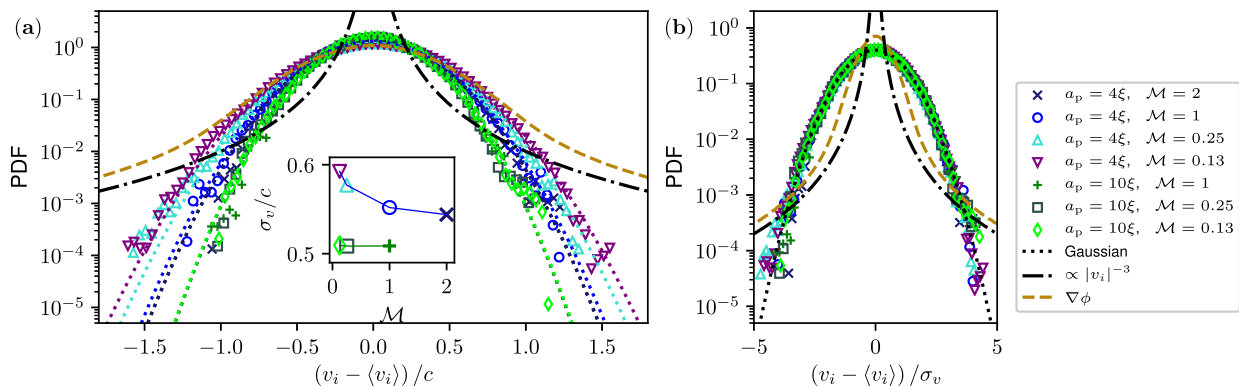 (a)
PDF
10^0
10^{-1}
10^{-2}
10^{-3}
10^{-4}
10^{-5}
−1.5 −1.0 −0.5 0.0 0.5 1.0 1.5
(v_i − ⟨v_i⟩) /c
σ_v/c
0.6
0.5
0 1 2
ℳ
(b)
PDF
10^0
10^{-1}
10^{-2}
10^{-3}
10^{-4}
10^{-5}
−5 0 5
(v_i − ⟨v_i⟩) /σ_v
a_p = 4ξ, ℳ = 2
a_p = 4ξ, ℳ = 1
a_p = 4ξ, ℳ = 0.25
a_p = 4ξ, ℳ = 0.13
a_p = 10ξ, ℳ = 1
a_p = 10ξ, ℳ = 0.25
a_p = 10ξ, ℳ = 0.13
Gaussian
∝ |v_i|^{−3}
∇ϕ